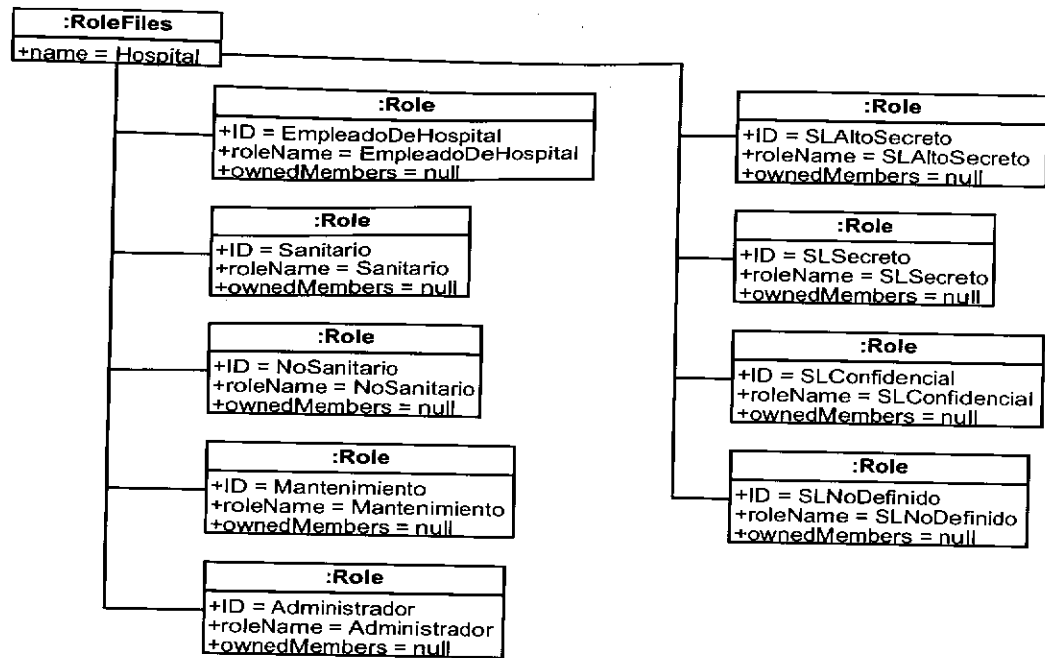 :RoleFiles
+name = Hospital
:Role
+ID = EmpleadoDeHospital
+roleName = EmpleadoDeHospital
+ownedMembers = null
:Role
+ID = Sanitario
+roleName = Sanitario
+ownedMembers = null
:Role
+ID = NoSanitario
+roleName = NoSanitario
+ownedMembers = null
:Role
+ID = Mantenimiento
+roleName = Mantenimiento
+ownedMembers = null
:Role
+ID = Administrador
+roleName = Administrador
+ownedMembers = null
:Role
+ID = SLAltoSecreto
+roleName = SLAltoSecreto
+ownedMembers = null
:Role
+ID = SLSecreto
+roleName = SLSecreto
+ownedMembers = null
:Role
+ID = SLConfidencial
+roleName = SLConfidencial
+ownedMembers = null
:Role
+ID = SLNoDefinido
+roleName = SLNoDefinido
+ownedMembers = null